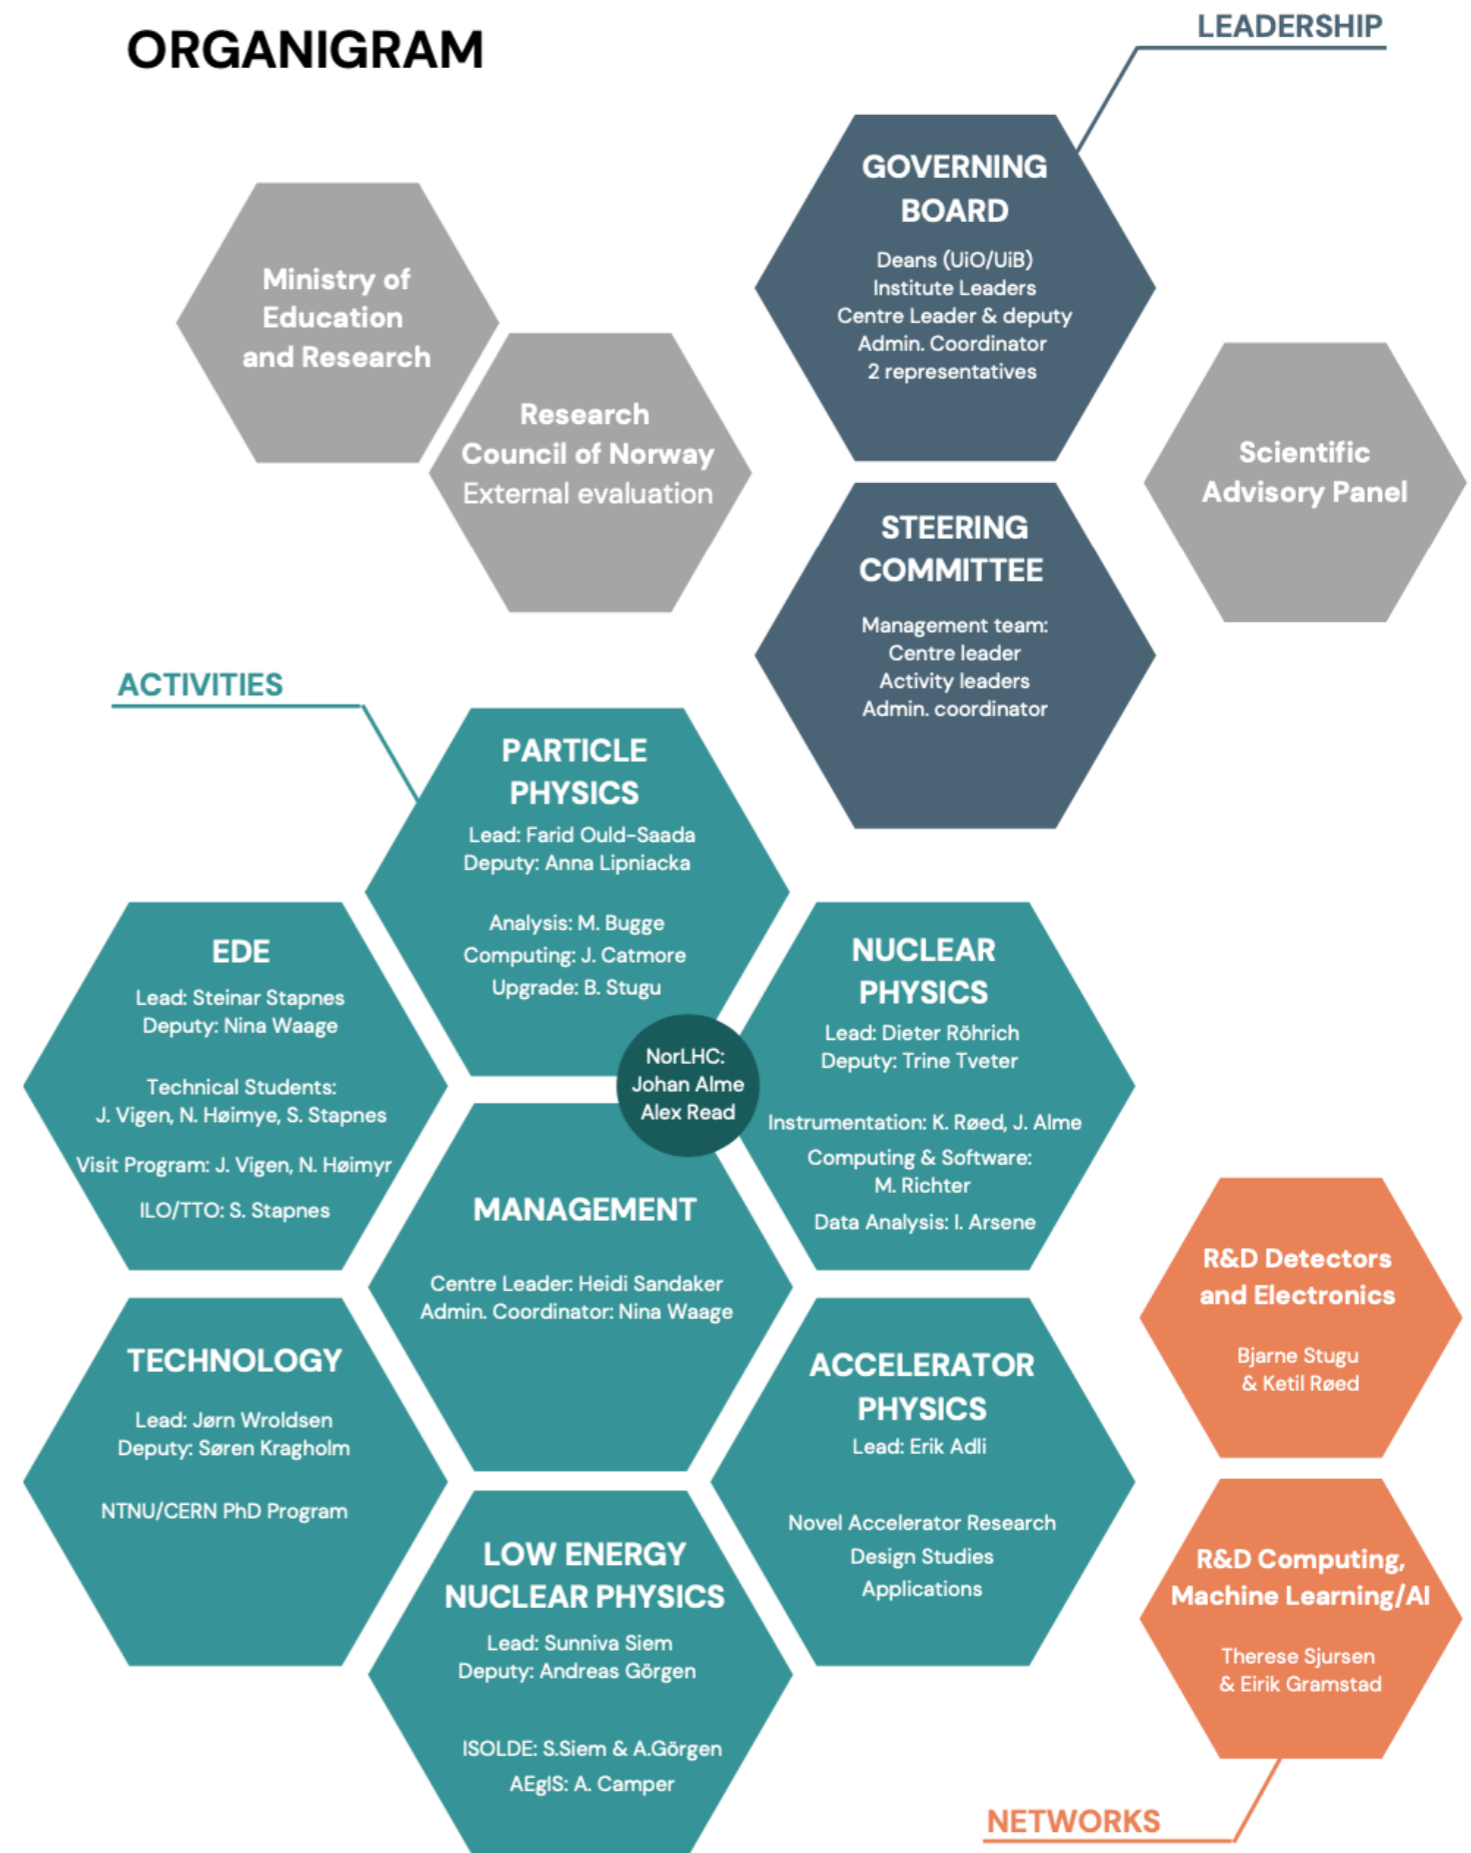 ORGANIGRAM
LEADERSHIP
GOVERNING
BOARD
Deans (UiO/UiB)
Institute Leaders
Centre Leader & deputy
Admin. Coordinator
2 representatives
Ministry of
Education
and Research
Research
Council of Norway
External evaluation
Scientific
Advisory Panel
STEERING
COMMITTEE
Management team:
Centre leader
Activity leaders
Admin. coordinator
ACTIVITIES
PARTICLE
PHYSICS
Lead: Farid Ould-Saada
Deputy: Anna Lipniacka
Analysis: M. Bugge
Computing: J. Catmore
Upgrade: B. Stugu
EDE
Lead: Steinar Stapnes
Deputy: Nina Waage
Technical Students:
J. Vigen, N. Høimye, S. Stapnes
Visit Program: J. Vigen, N. Høimyr
ILO/TTO: S. Stapnes
NUCLEAR
PHYSICS
Lead: Dieter Röhrich
Deputy: Trine Tveter
Instrumentation: K. Røed, J. Alme
Computing & Software:
M. Richter
Data Analysis: I. Arsene
NorLHC:
Johan Alme
Alex Read
MANAGEMENT
Centre Leader: Heidi Sandaker
Admin. Coordinator: Nina Waage
TECHNOLOGY
Lead: Jørn Wroldsen
Deputy: Søren Kragholm
NTNU/CERN PhD Program
ACCELERATOR
PHYSICS
Lead: Erik Adli
Novel Accelerator Research
Design Studies
Applications
LOW ENERGY
NUCLEAR PHYSICS
Lead: Sunniva Siem
Deputy: Andreas Görgen
ISOLDE: S.Siem & A.Görgen
AEgIS: A. Camper
R&D Detectors
and Electronics
Bjarne Stugu
& Ketil Røed
R&D Computing,
Machine Learning/AI
Therese Sjursen
& Eirik Gramstad
NETWORKS